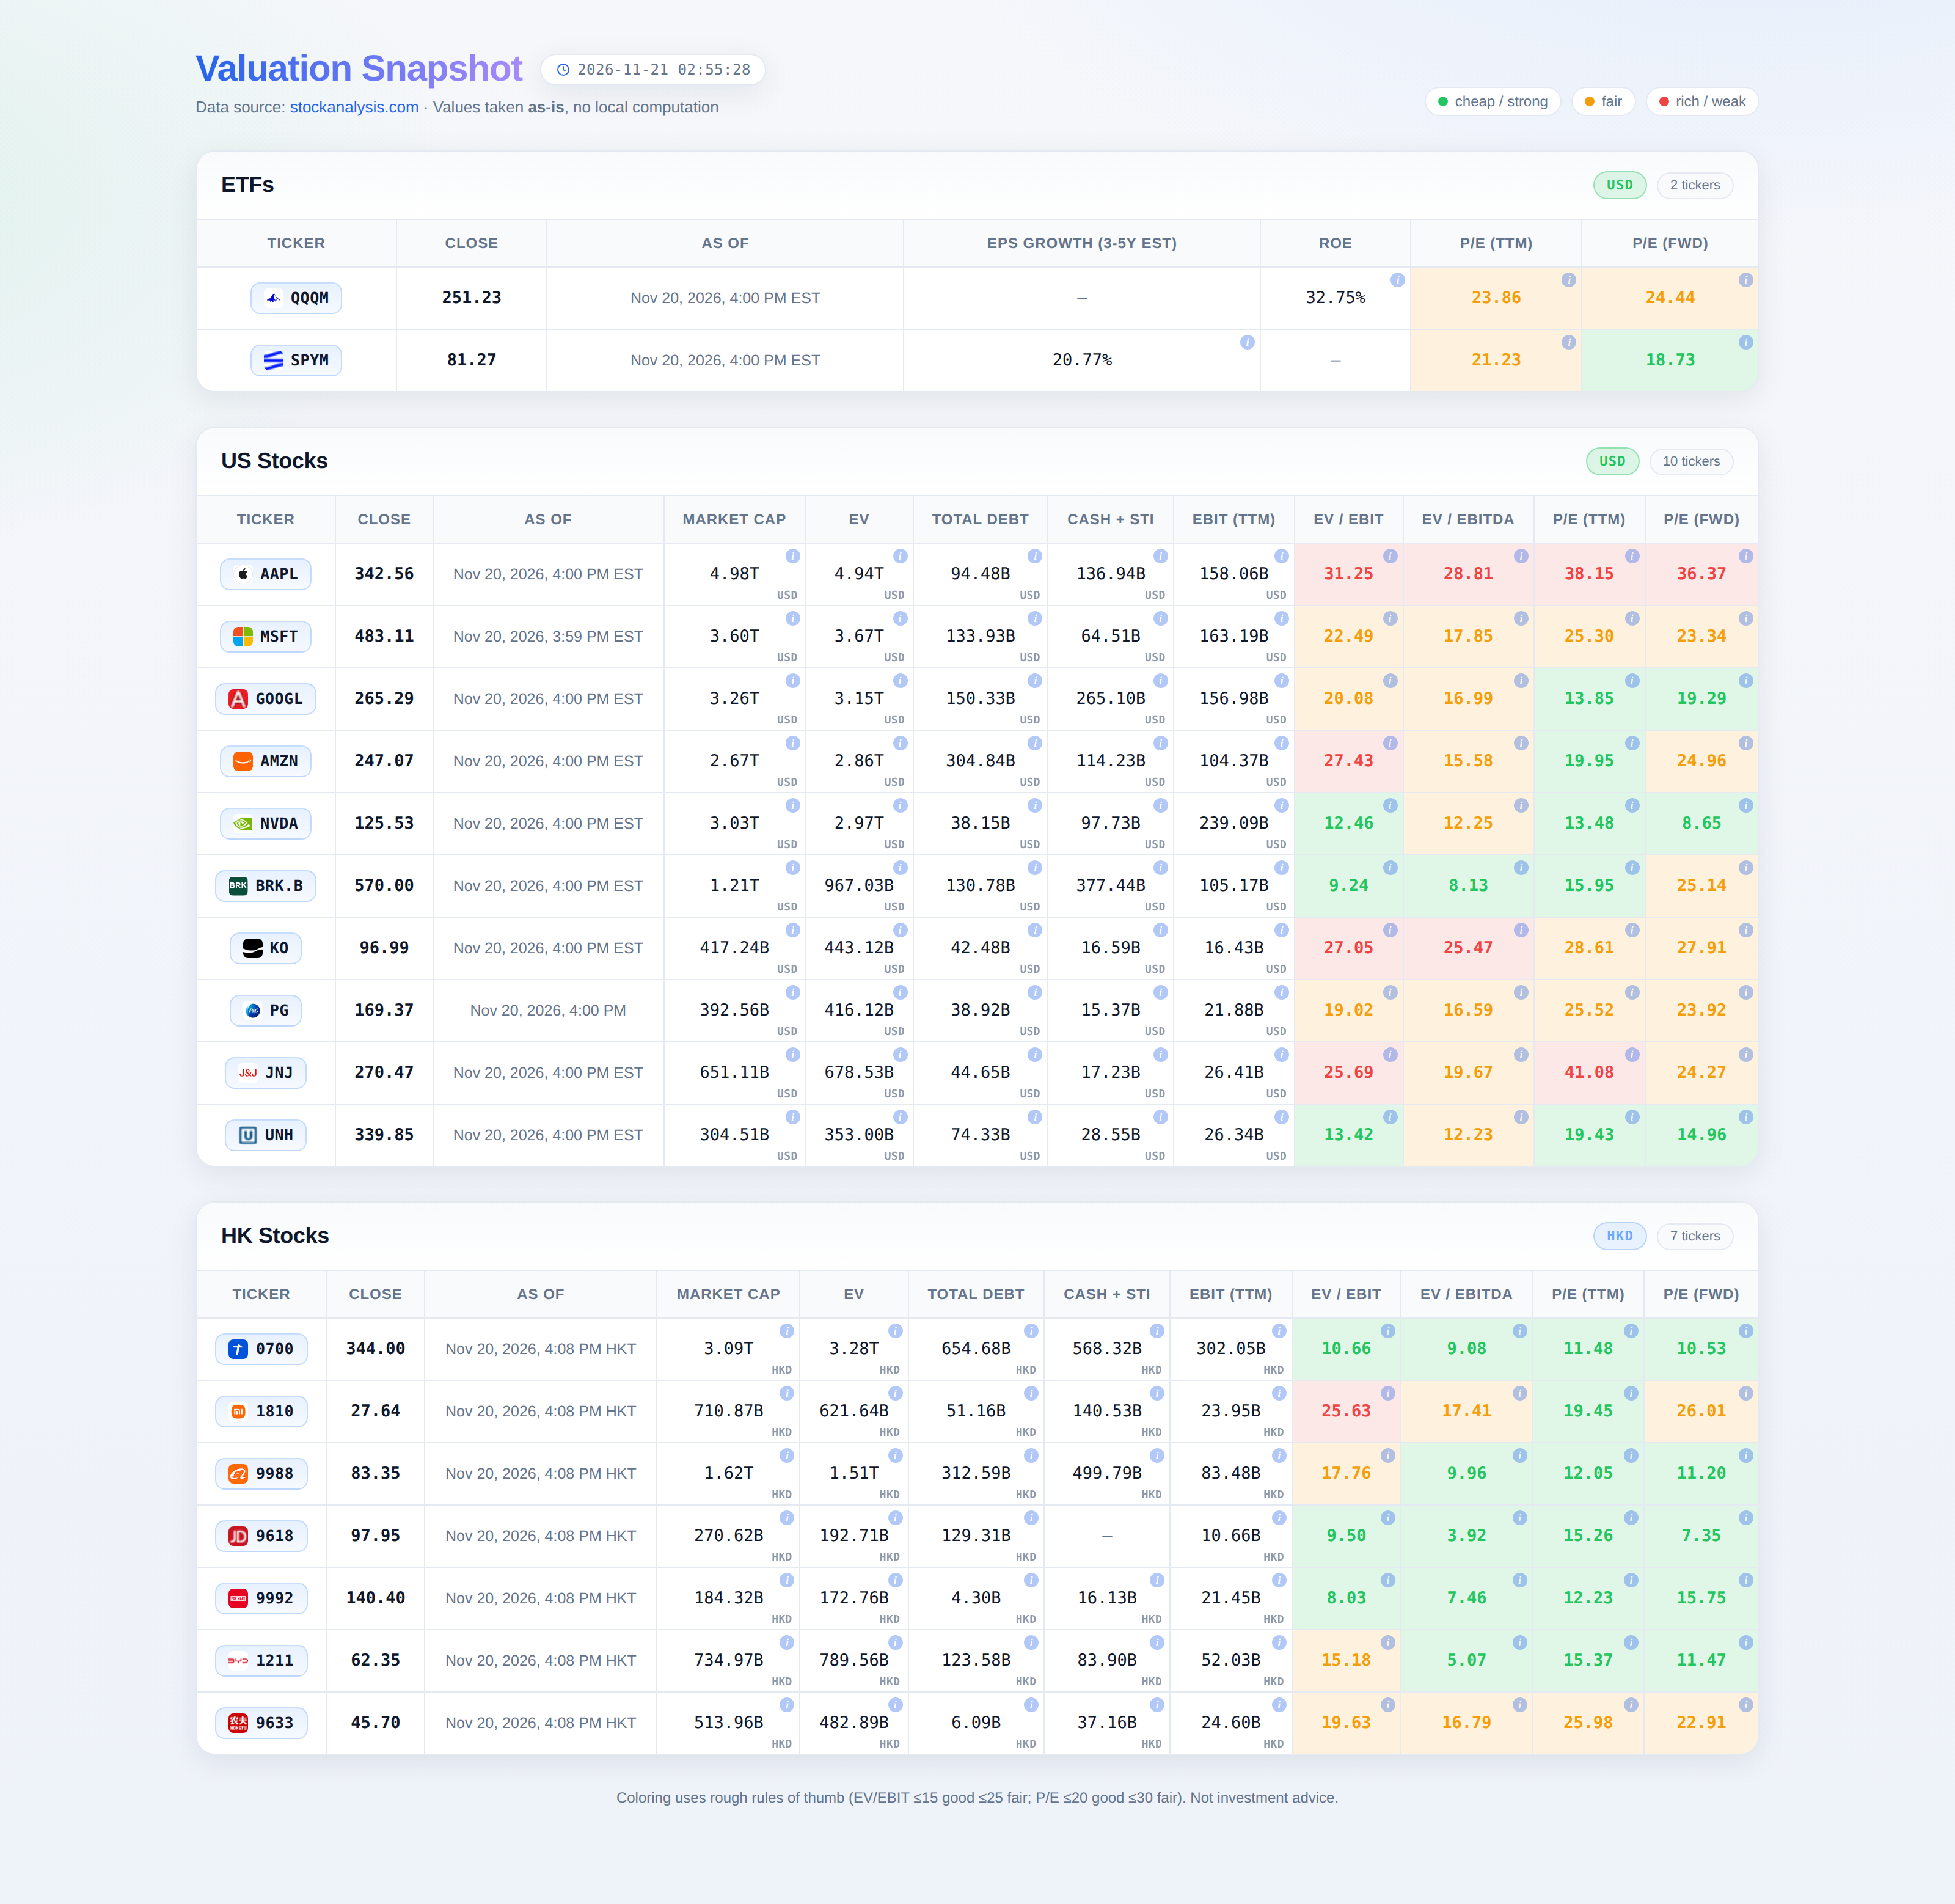 Valuation Snapshot 2026-11-21 02:55:28
Data source: stockanalysis.com · Values taken as-is, no local computation
cheap / strong fair rich / weak
ETFs USD 2 tickers
TICKER CLOSE AS OF EPS GROWTH (3-5Y EST) ROE P/E (TTM) P/E (FWD)
QQQM 251.23 Nov 20, 2026, 4:00 PM EST — 32.75% 23.86 24.44
SPYM 81.27 Nov 20, 2026, 4:00 PM EST 20.77% — 21.23 18.73
US Stocks USD 10 tickers
TICKER CLOSE AS OF MARKET CAP EV TOTAL DEBT CASH + STI EBIT (TTM) EV / EBIT EV / EBITDA P/E (TTM) P/E (FWD)
AAPL 342.56 Nov 20, 2026, 4:00 PM EST 4.98T USD 4.94T USD 94.48B USD 136.94B USD 158.06B USD 31.25 28.81 38.15 36.37
MSFT 483.11 Nov 20, 2026, 3:59 PM EST 3.60T USD 3.67T USD 133.93B USD 64.51B USD 163.19B USD 22.49 17.85 25.30 23.34
GOOGL 265.29 Nov 20, 2026, 4:00 PM EST 3.26T USD 3.15T USD 150.33B USD 265.10B USD 156.98B USD 20.08 16.99 13.85 19.29
AMZN 247.07 Nov 20, 2026, 4:00 PM EST 2.67T USD 2.86T USD 304.84B USD 114.23B USD 104.37B USD 27.43 15.58 19.95 24.96
NVDA 125.53 Nov 20, 2026, 4:00 PM EST 3.03T USD 2.97T USD 38.15B USD 97.73B USD 239.09B USD 12.46 12.25 13.48 8.65
BRK BRK.B 570.00 Nov 20, 2026, 4:00 PM EST 1.21T USD 967.03B USD 130.78B USD 377.44B USD 105.17B USD 9.24 8.13 15.95 25.14
KO 96.99 Nov 20, 2026, 4:00 PM EST 417.24B USD 443.12B USD 42.48B USD 16.59B USD 16.43B USD 27.05 25.47 28.61 27.91
P&G PG 169.37 Nov 20, 2026, 4:00 PM 392.56B USD 416.12B USD 38.92B USD 15.37B USD 21.88B USD 19.02 16.59 25.52 23.92
J&J JNJ 270.47 Nov 20, 2026, 4:00 PM EST 651.11B USD 678.53B USD 44.65B USD 17.23B USD 26.41B USD 25.69 19.67 41.08 24.27
UNH 339.85 Nov 20, 2026, 4:00 PM EST 304.51B USD 353.00B USD 74.33B USD 28.55B USD 26.34B USD 13.42 12.23 19.43 14.96
HK Stocks HKD 7 tickers
TICKER CLOSE AS OF MARKET CAP EV TOTAL DEBT CASH + STI EBIT (TTM) EV / EBIT EV / EBITDA P/E (TTM) P/E (FWD)
0700 344.00 Nov 20, 2026, 4:08 PM HKT 3.09T HKD 3.28T HKD 654.68B HKD 568.32B HKD 302.05B HKD 10.66 9.08 11.48 10.53
1810 27.64 Nov 20, 2026, 4:08 PM HKT 710.87B HKD 621.64B HKD 51.16B HKD 140.53B HKD 23.95B HKD 25.63 17.41 19.45 26.01
9988 83.35 Nov 20, 2026, 4:08 PM HKT 1.62T HKD 1.51T HKD 312.59B HKD 499.79B HKD 83.48B HKD 17.76 9.96 12.05 11.20
JD 9618 97.95 Nov 20, 2026, 4:08 PM HKT 270.62B HKD 192.71B HKD 129.31B HKD — 10.66B HKD 9.50 3.92 15.26 7.35
9992 140.40 Nov 20, 2026, 4:08 PM HKT 184.32B HKD 172.76B HKD 4.30B HKD 16.13B HKD 21.45B HKD 8.03 7.46 12.23 15.75
BYD 1211 62.35 Nov 20, 2026, 4:08 PM HKT 734.97B HKD 789.56B HKD 123.58B HKD 83.90B HKD 52.03B HKD 15.18 5.07 15.37 11.47
农夫 9633 45.70 Nov 20, 2026, 4:08 PM HKT 513.96B HKD 482.89B HKD 6.09B HKD 37.16B HKD 24.60B HKD 19.63 16.79 25.98 22.91
Coloring uses rough rules of thumb (EV/EBIT ≤15 good ≤25 fair; P/E ≤20 good ≤30 fair). Not investment advice.